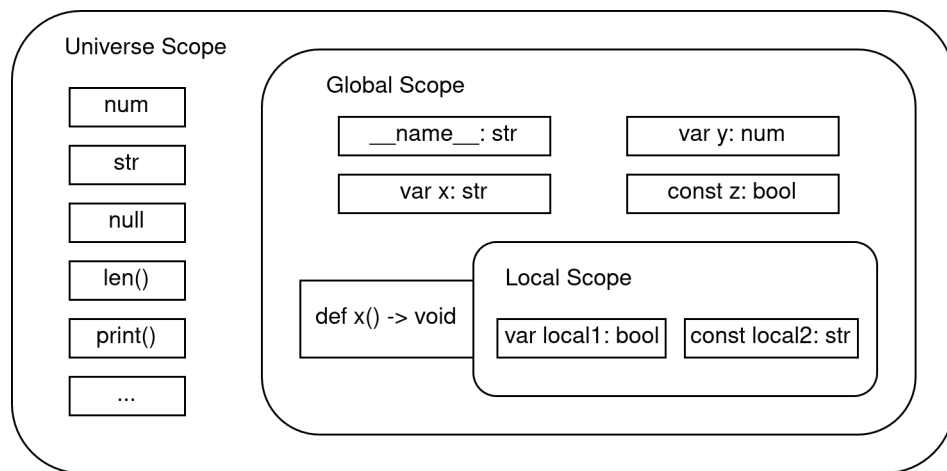 Universe Scope
num
str
null
len()
print()
...
Global Scope
__name__: str
var y: num
var x: str
const z: bool
def x() -> void
Local Scope
var local1: bool
const local2: str